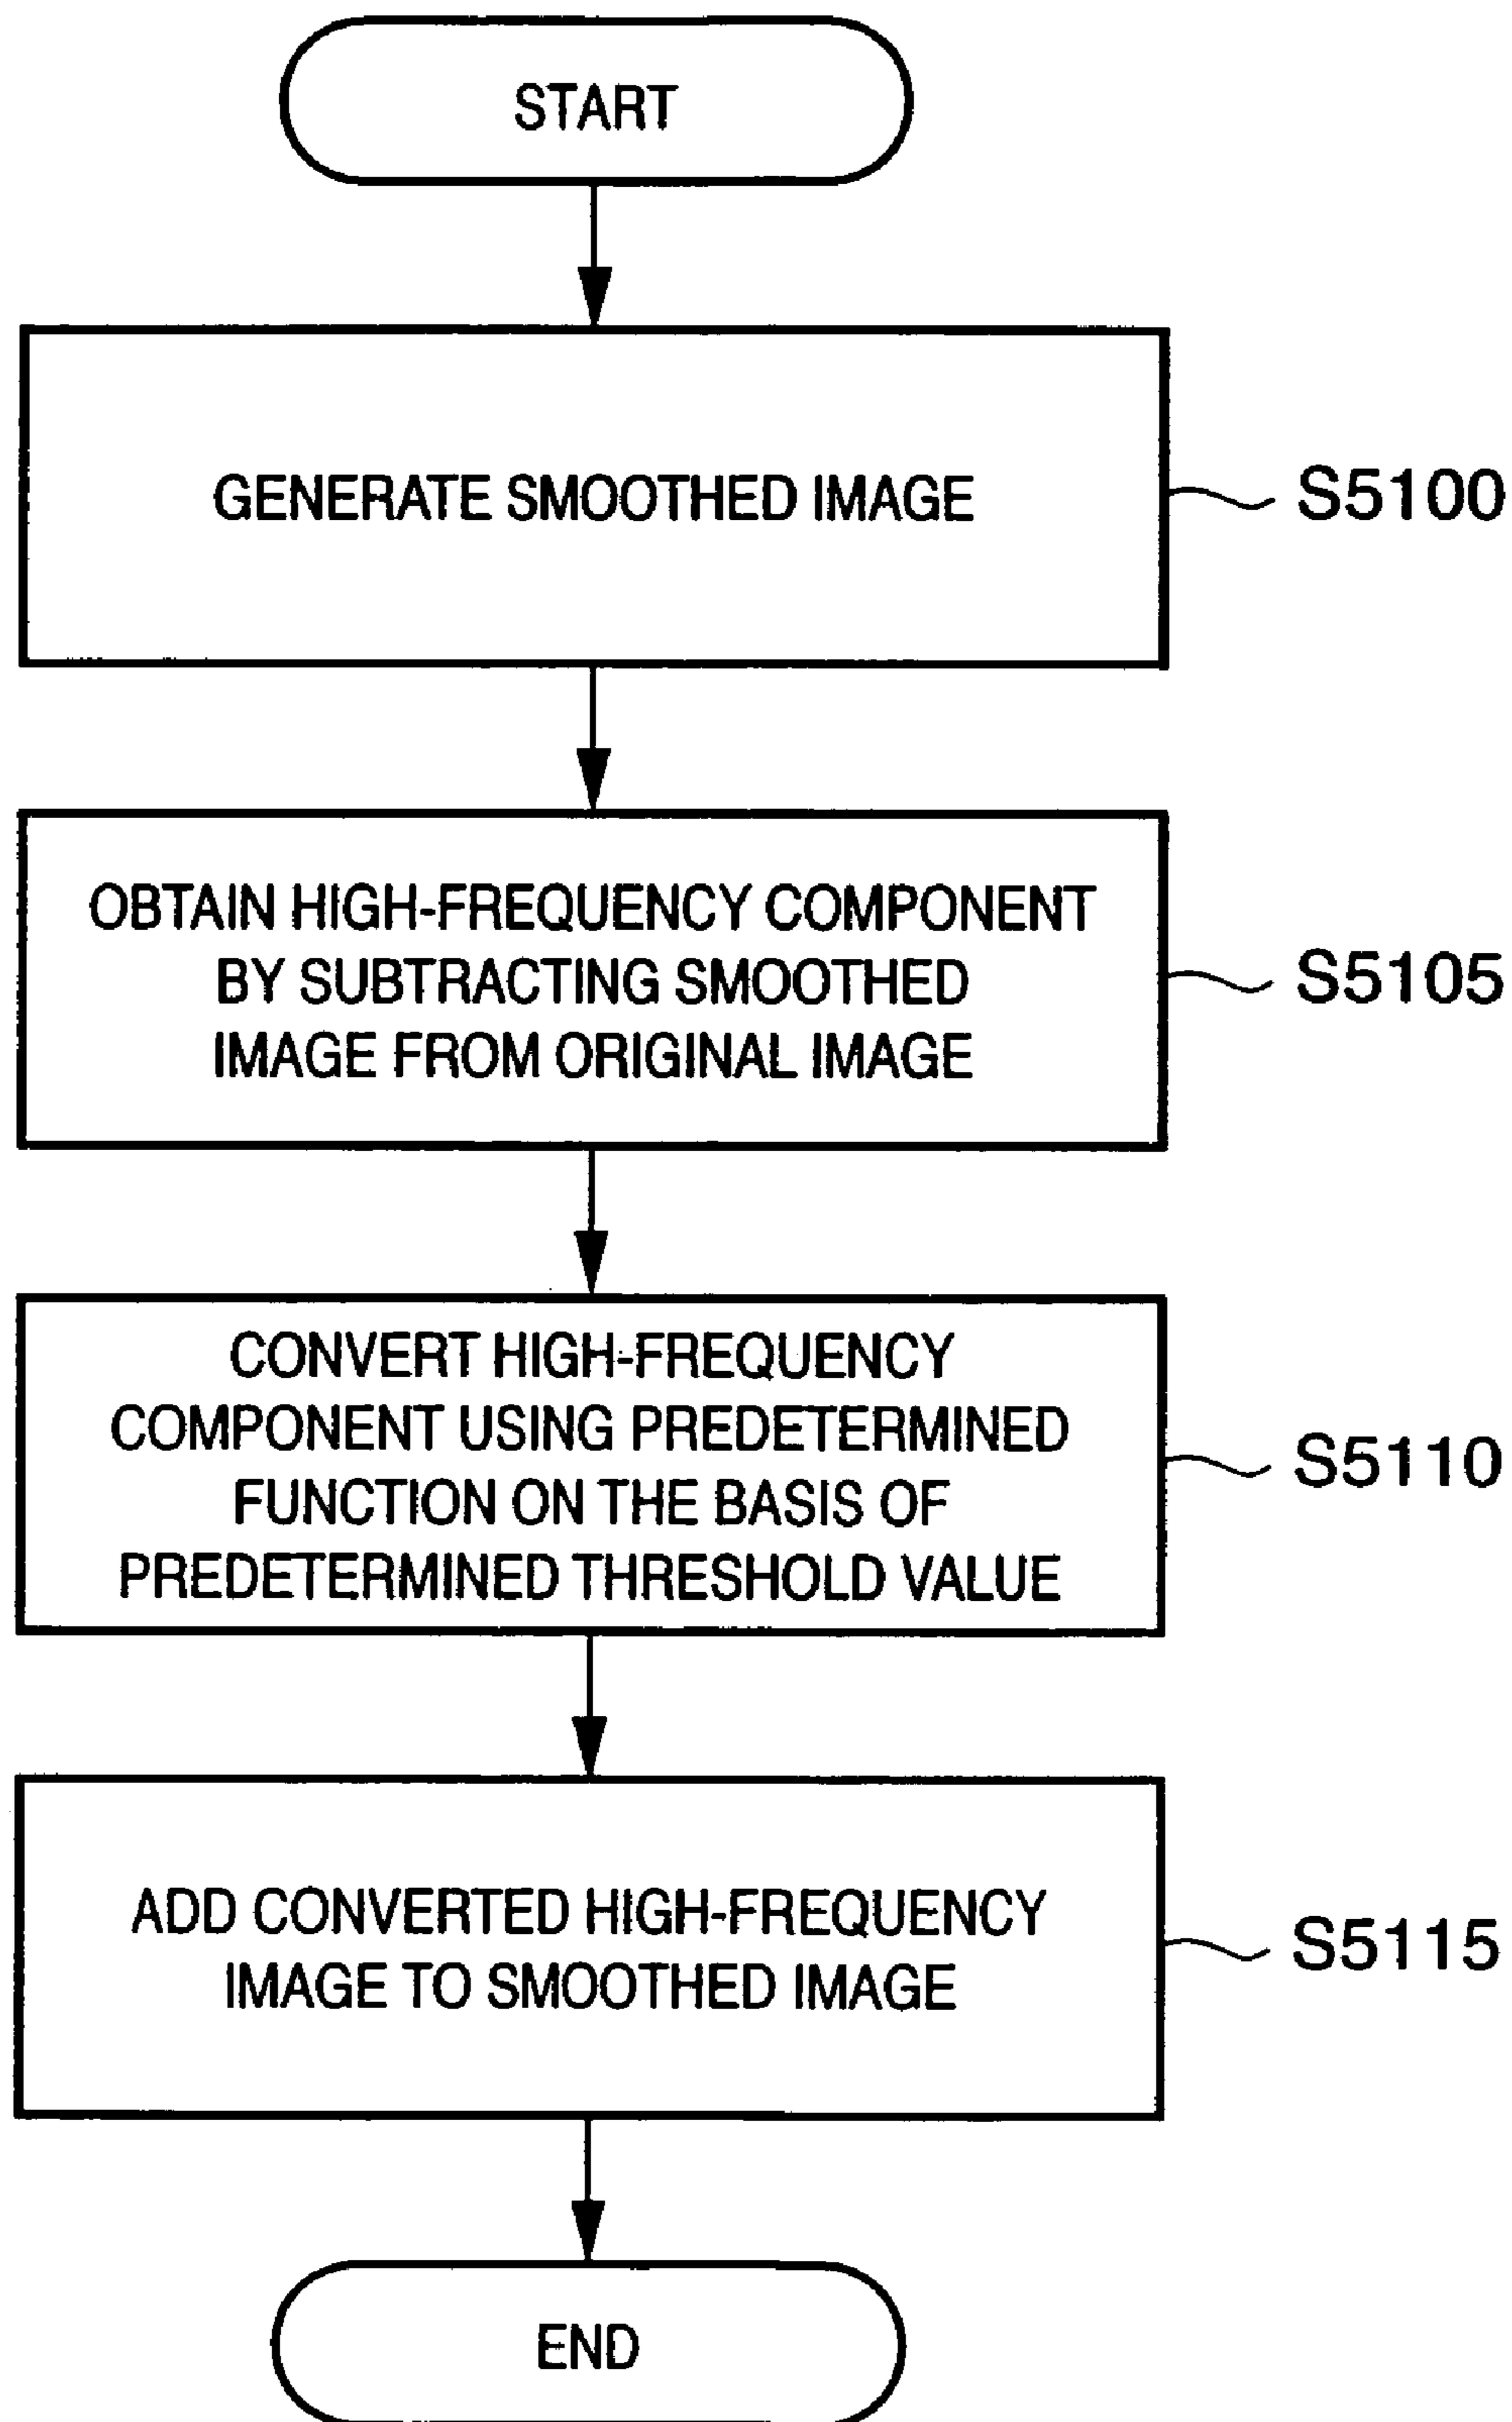 START
GENERATE SMOOTHED IMAGE
S5100
OBTAIN HIGH-FREQUENCY COMPONENT
BY SUBTRACTING SMOOTHED
IMAGE FROM ORIGINAL IMAGE
S5105
CONVERT HIGH-FREQUENCY
COMPONENT USING PREDETERMINED
FUNCTION ON THE BASIS OF
PREDETERMINED THRESHOLD VALUE
S5110
ADD CONVERTED HIGH-FREQUENCY
IMAGE TO SMOOTHED IMAGE
S5115
END